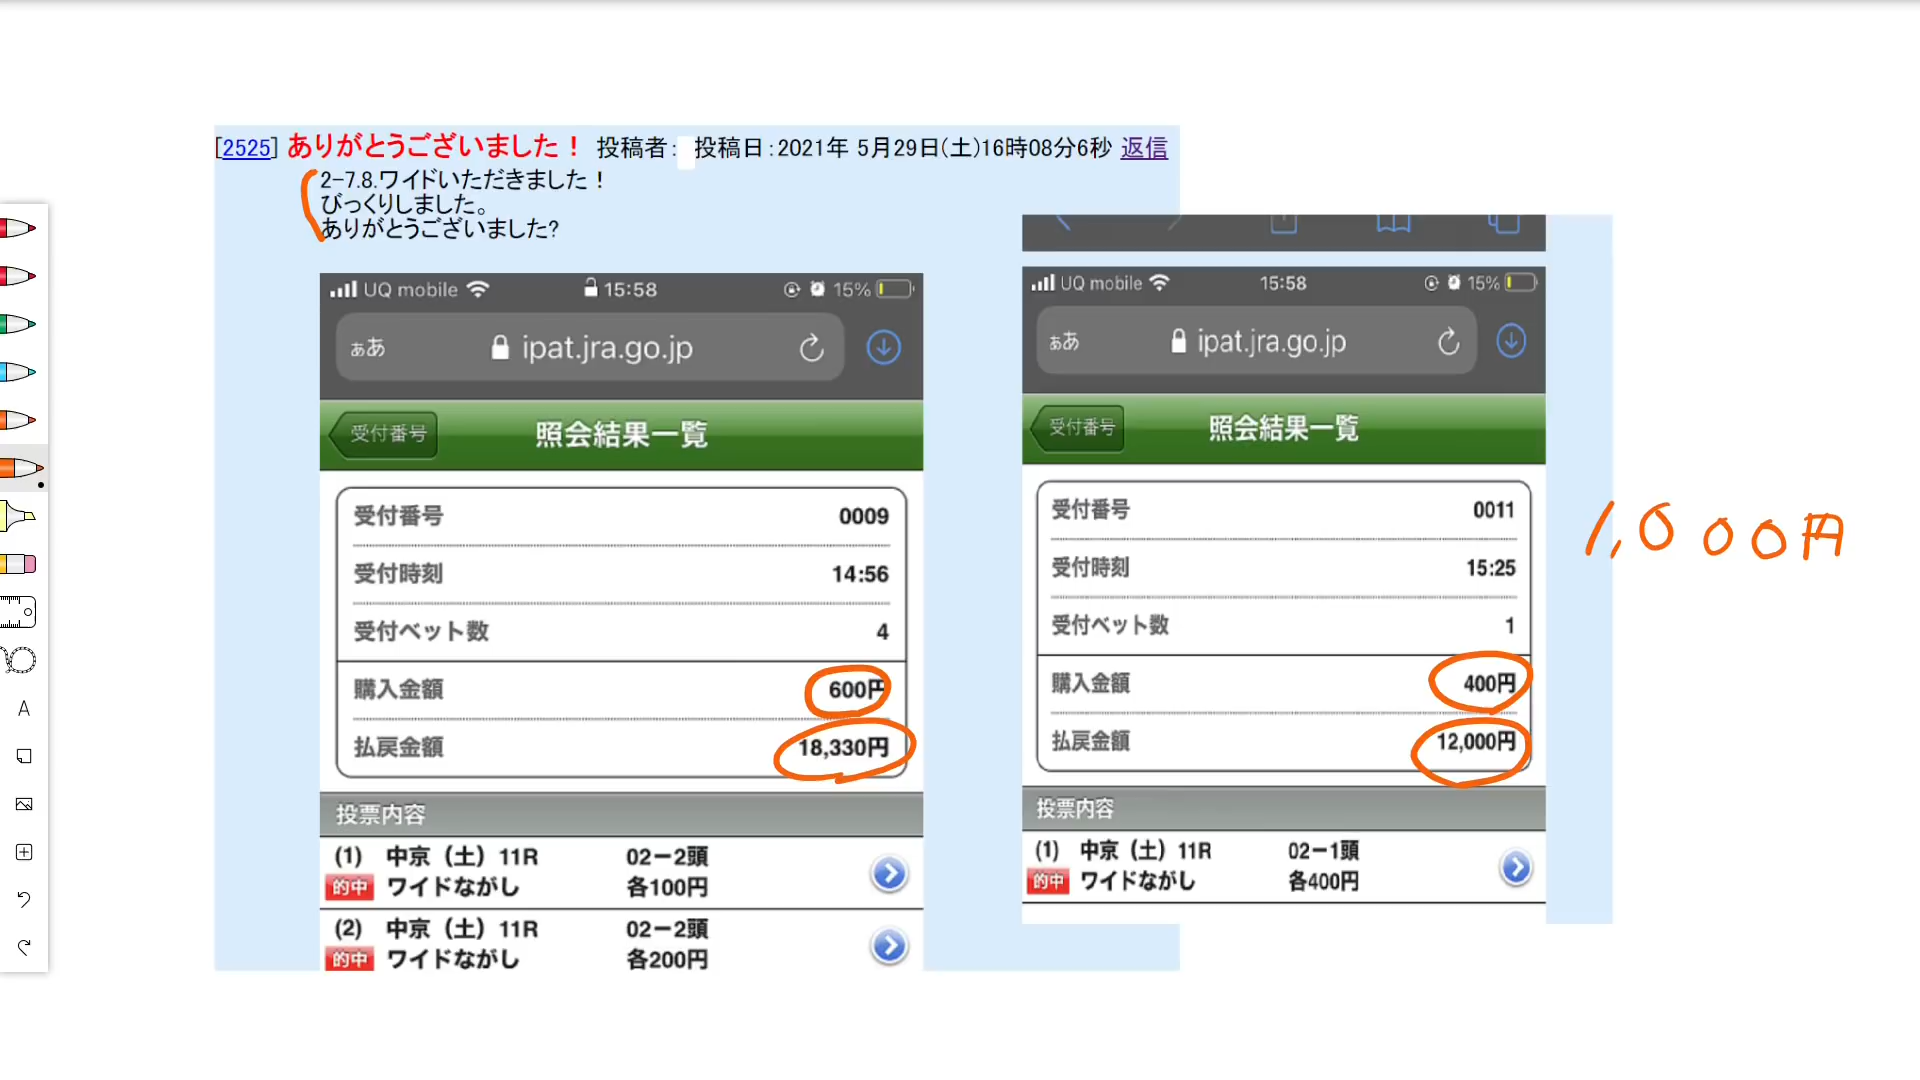 [2525] ありがとうございました！ 投稿者： 投稿日：2021年 5月29日(土)16時08分6秒 返信
2-7.8.ワイドいただきました！
びっくりしました。
ありがとうございました?
UQ mobile 15:58 15%
ぁあ ipat.jra.go.jp
受付番号 照会結果一覧
受付番号 0009
受付時刻 14:56
受付ベット数 4
購入金額 600円
払戻金額 18,330円
投票内容
(1) 中京（土）11R 02－2頭
的中 ワイドながし 各100円
(2) 中京（土）11R 02－2頭
的中 ワイドながし 各200円
UQ mobile 15:58 15%
ぁあ ipat.jra.go.jp
受付番号 照会結果一覧
受付番号 0011
受付時刻 15:25
受付ベット数 1
購入金額 400円
払戻金額 12,000円
投票内容
(1) 中京（土）11R 02－1頭
的中 ワイドながし 各400円
1,000円
A